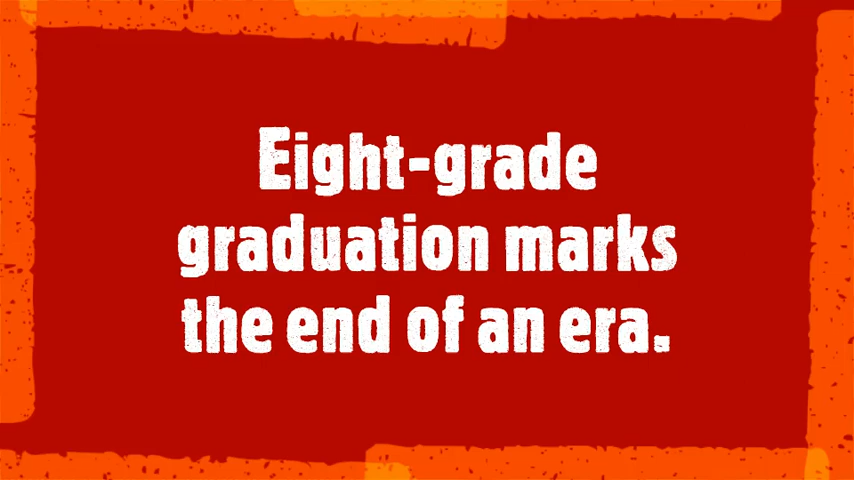 Eight-grade
graduation marks
the end of an era.